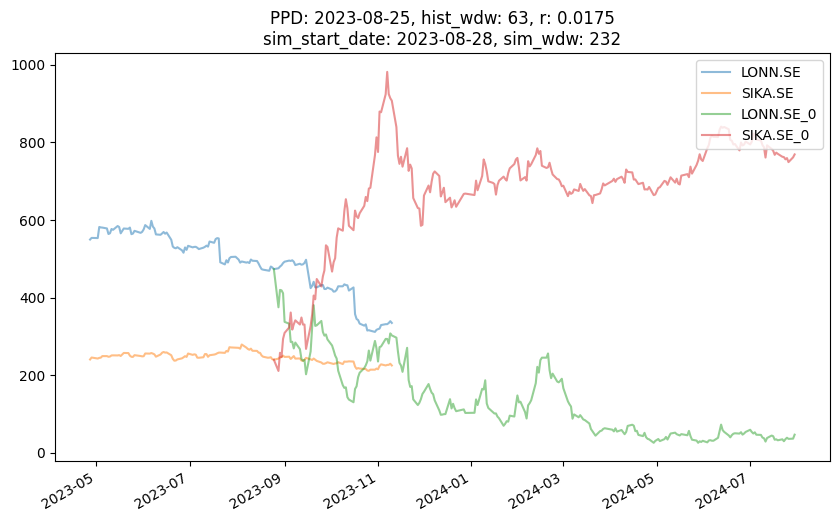 PPD: 2023-08-25, hist_wdw: 63, r: 0.0175
sim_start_date: 2023-08-28, sim_wdw: 232
LONN.SE
SIKA.SE
LONN.SE_0
SIKA.SE_0
1000
800
600
400
200
0
2023-05
2023-07
2023-09
2023-11
2024-01
2024-03
2024-05
2024-07